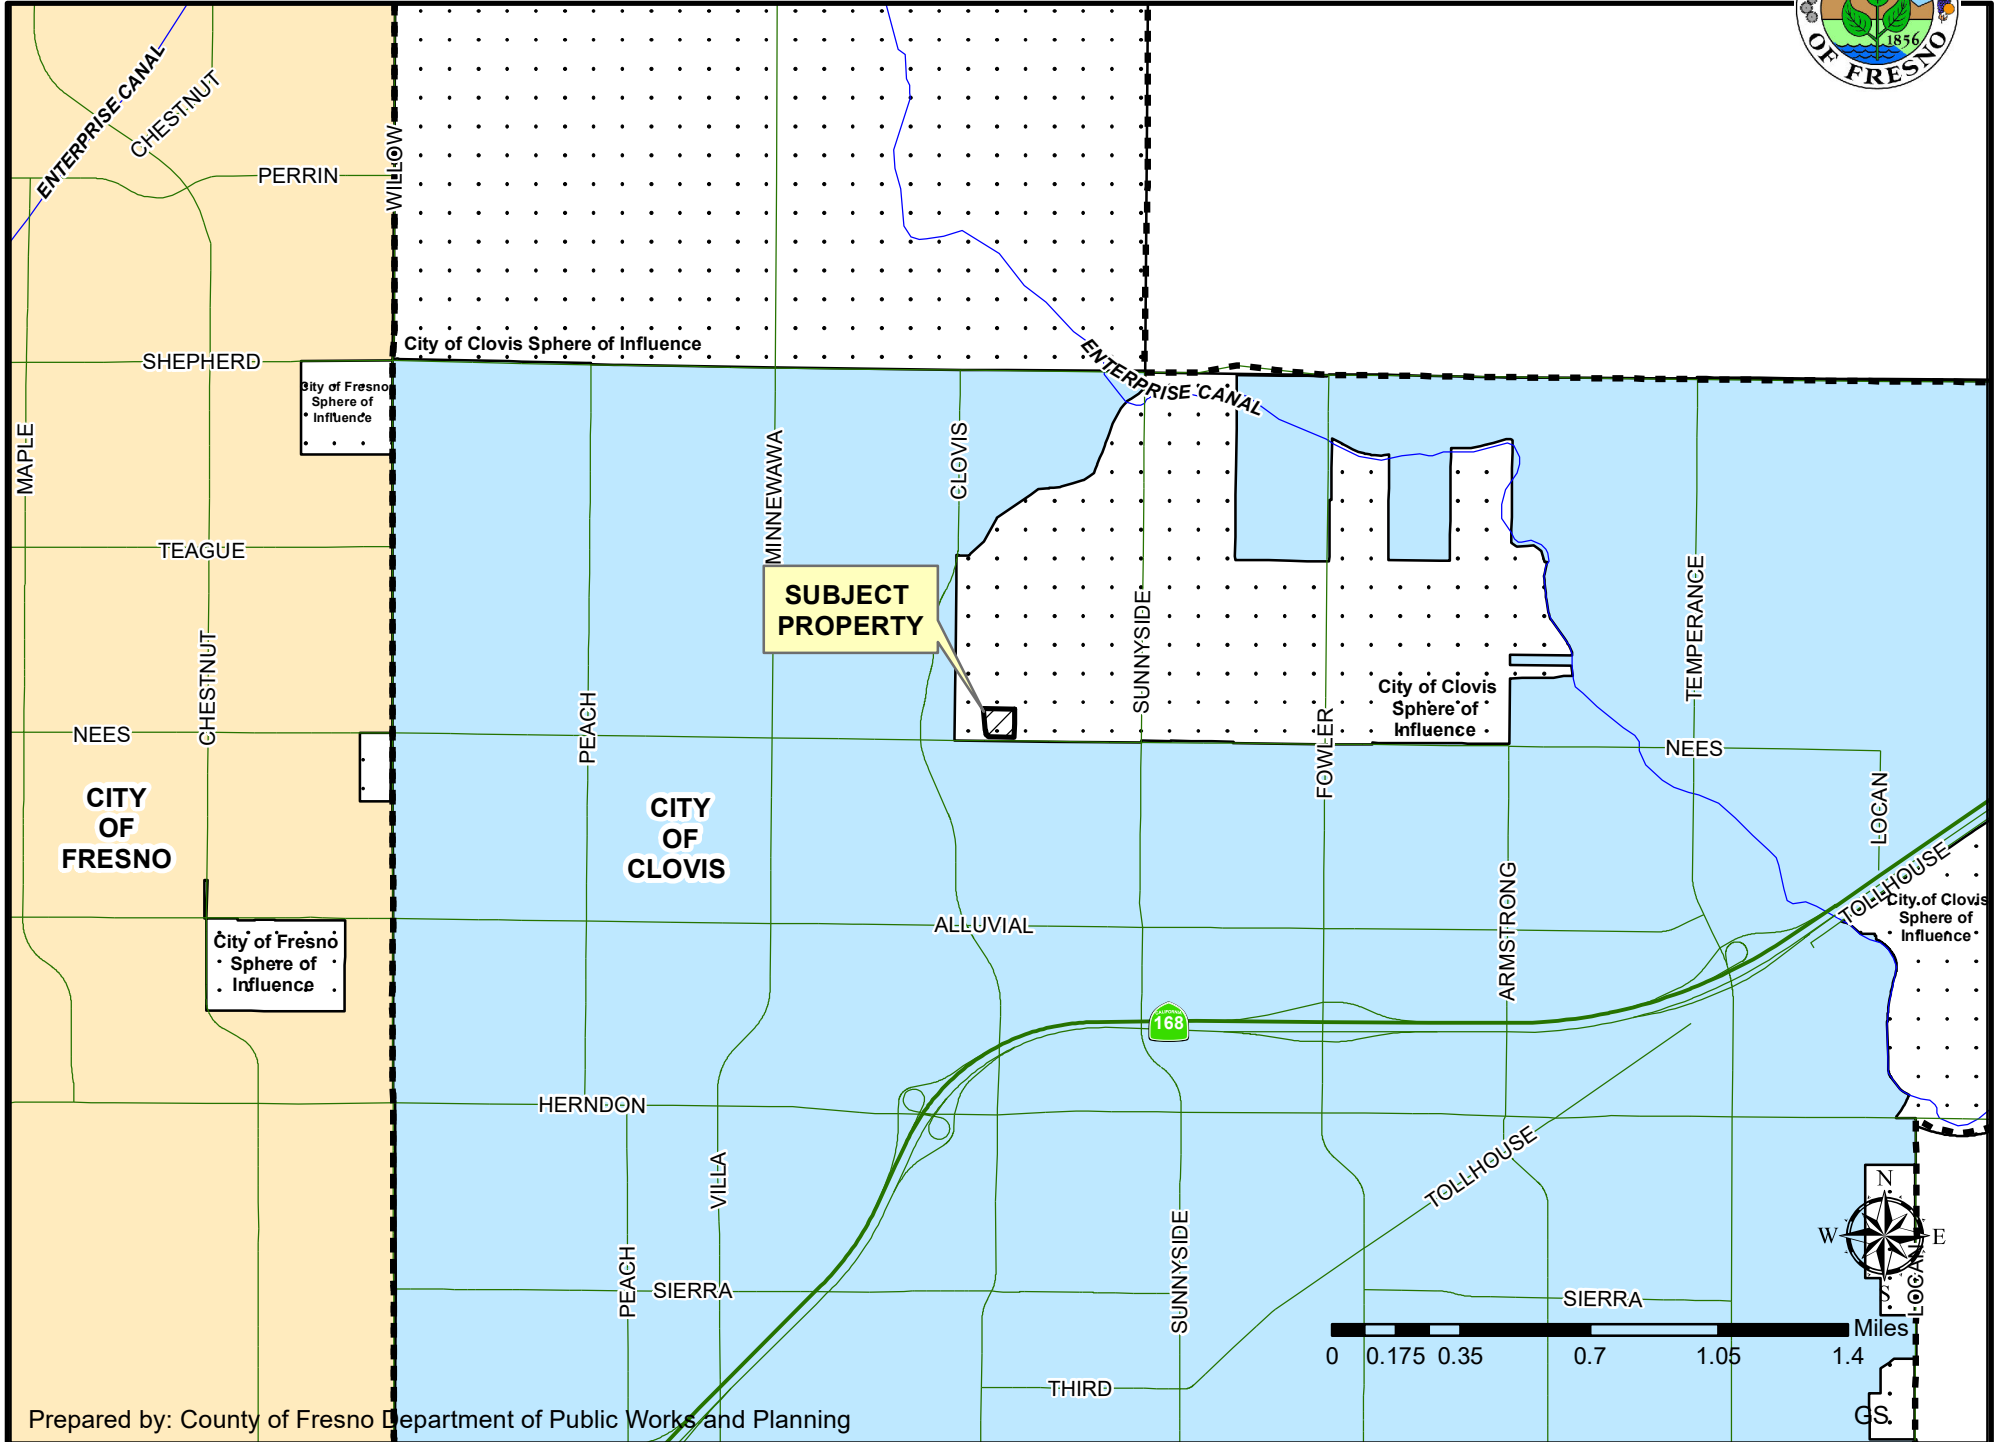 1856
OF FRESNO
ENTERPRISE CANAL
CHESTNUT
WILLOW
PERRIN
City of Clovis Sphere of Influence
SHEPHERD
ENTERPRISE CANAL
City of Fresno
Sphere of
Influence
MAPLE
MINNEWAWA
CLOVIS
TEAGUE
SUBJECT
PROPERTY
SUNNYSIDE
TEMPERANCE
CHESTNUT
PEACH
City of Clovis
Sphere of
Influence
FOWLER
NEES
NEES
LOCAN
CITY
OF
FRESNO
CITY
OF
CLOVIS
TOLLHOUSE
City of Clovis
Sphere of
Influence
ALLUVIAL
ARMSTRONG
City of Fresno
Sphere of
Influence
CALIFORNIA
168
HERNDON
VILLA
TOLLHOUSE
N
W
E
S
LOCAN
PEACH
SIERRA
SUNNYSIDE
SIERRA
Miles
0 0.175 0.35 0.7 1.05 1.4
THIRD
Prepared by: County of Fresno Department of Public Works and Planning
GS